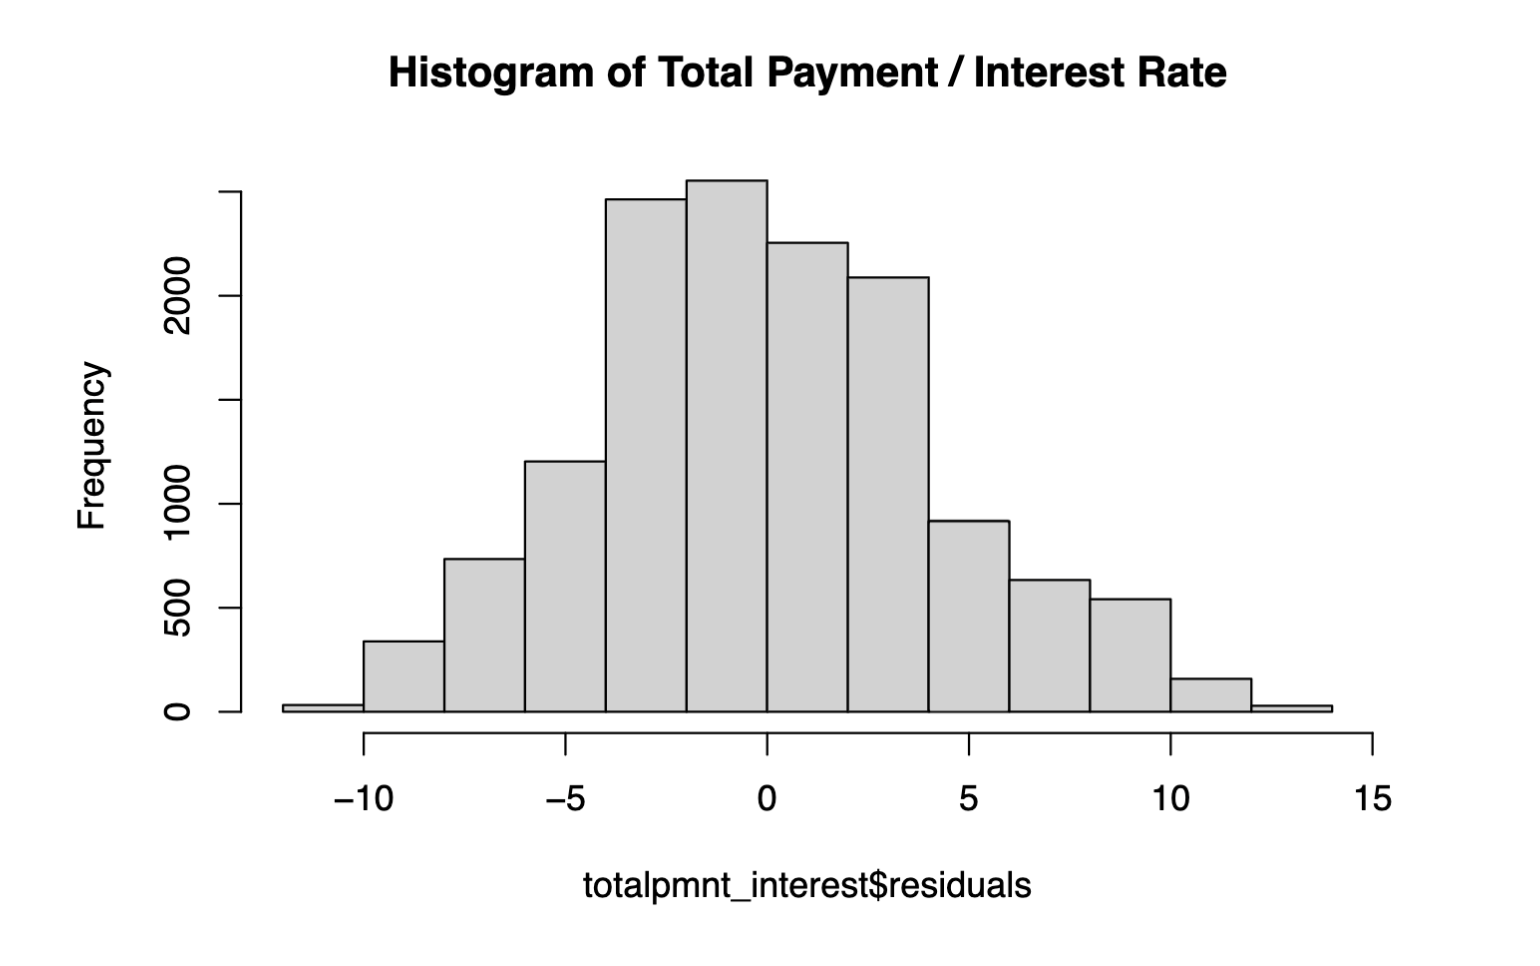 Histogram of Total Payment / Interest Rate
Frequency
2000
1000
500
0
−10 −5 0 5 10 15
totalpmnt_interest$residuals